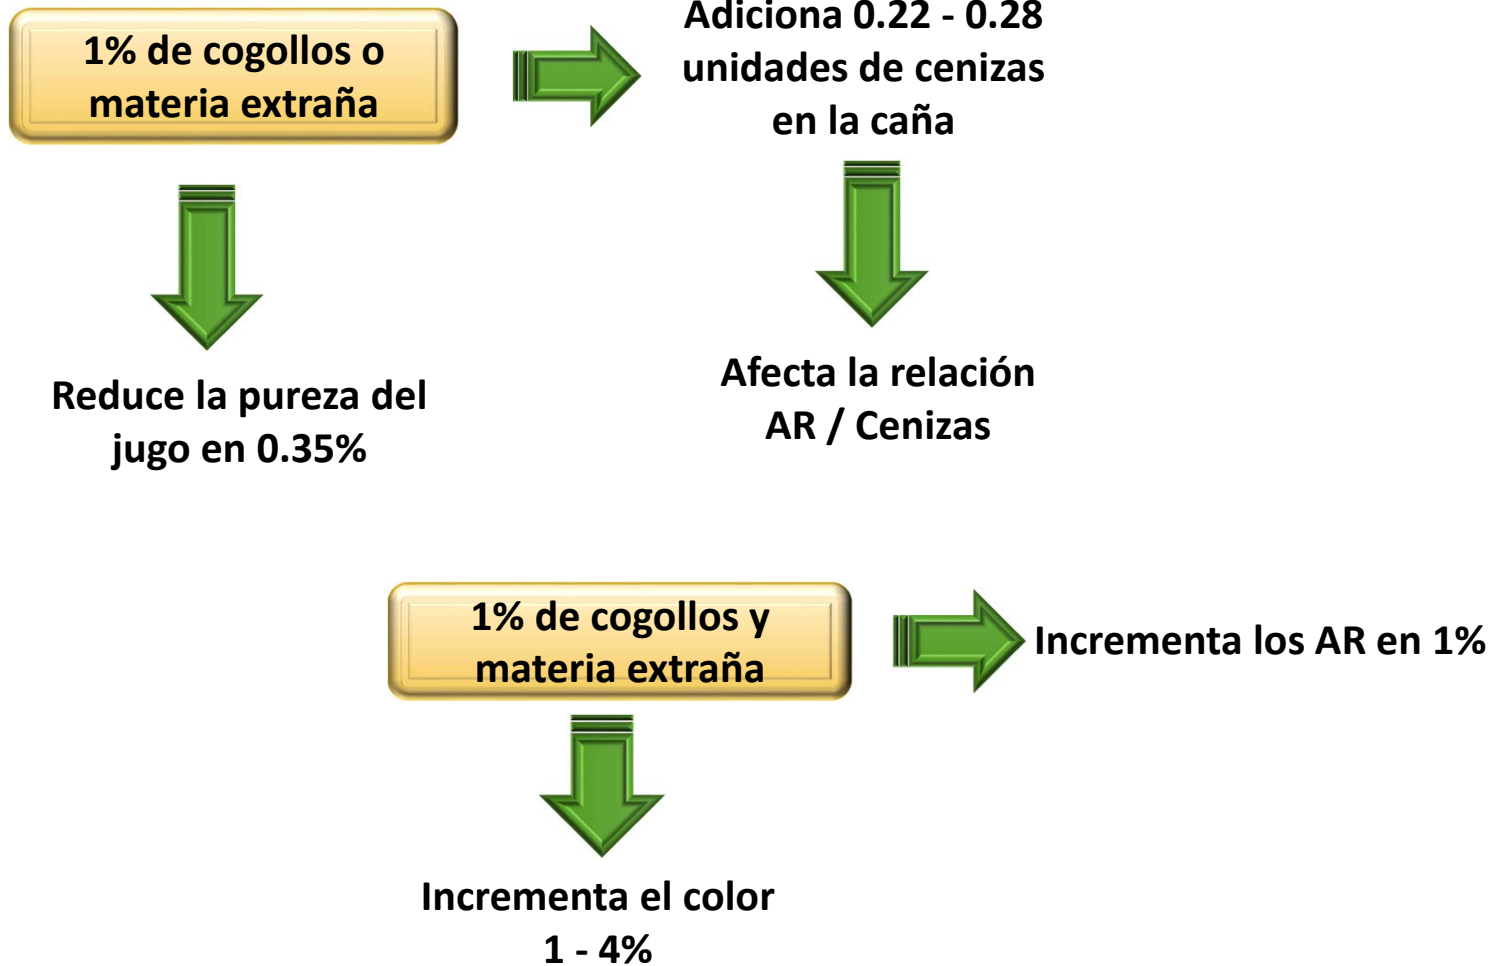 1% de cogollos o
materia extraña
Adiciona 0.22 - 0.28
unidades de cenizas
en la caña
Reduce la pureza del
jugo en 0.35%
Afecta la relación
AR / Cenizas
1% de cogollos y
materia extraña
Incrementa los AR en 1%
Incrementa el color
1 - 4%